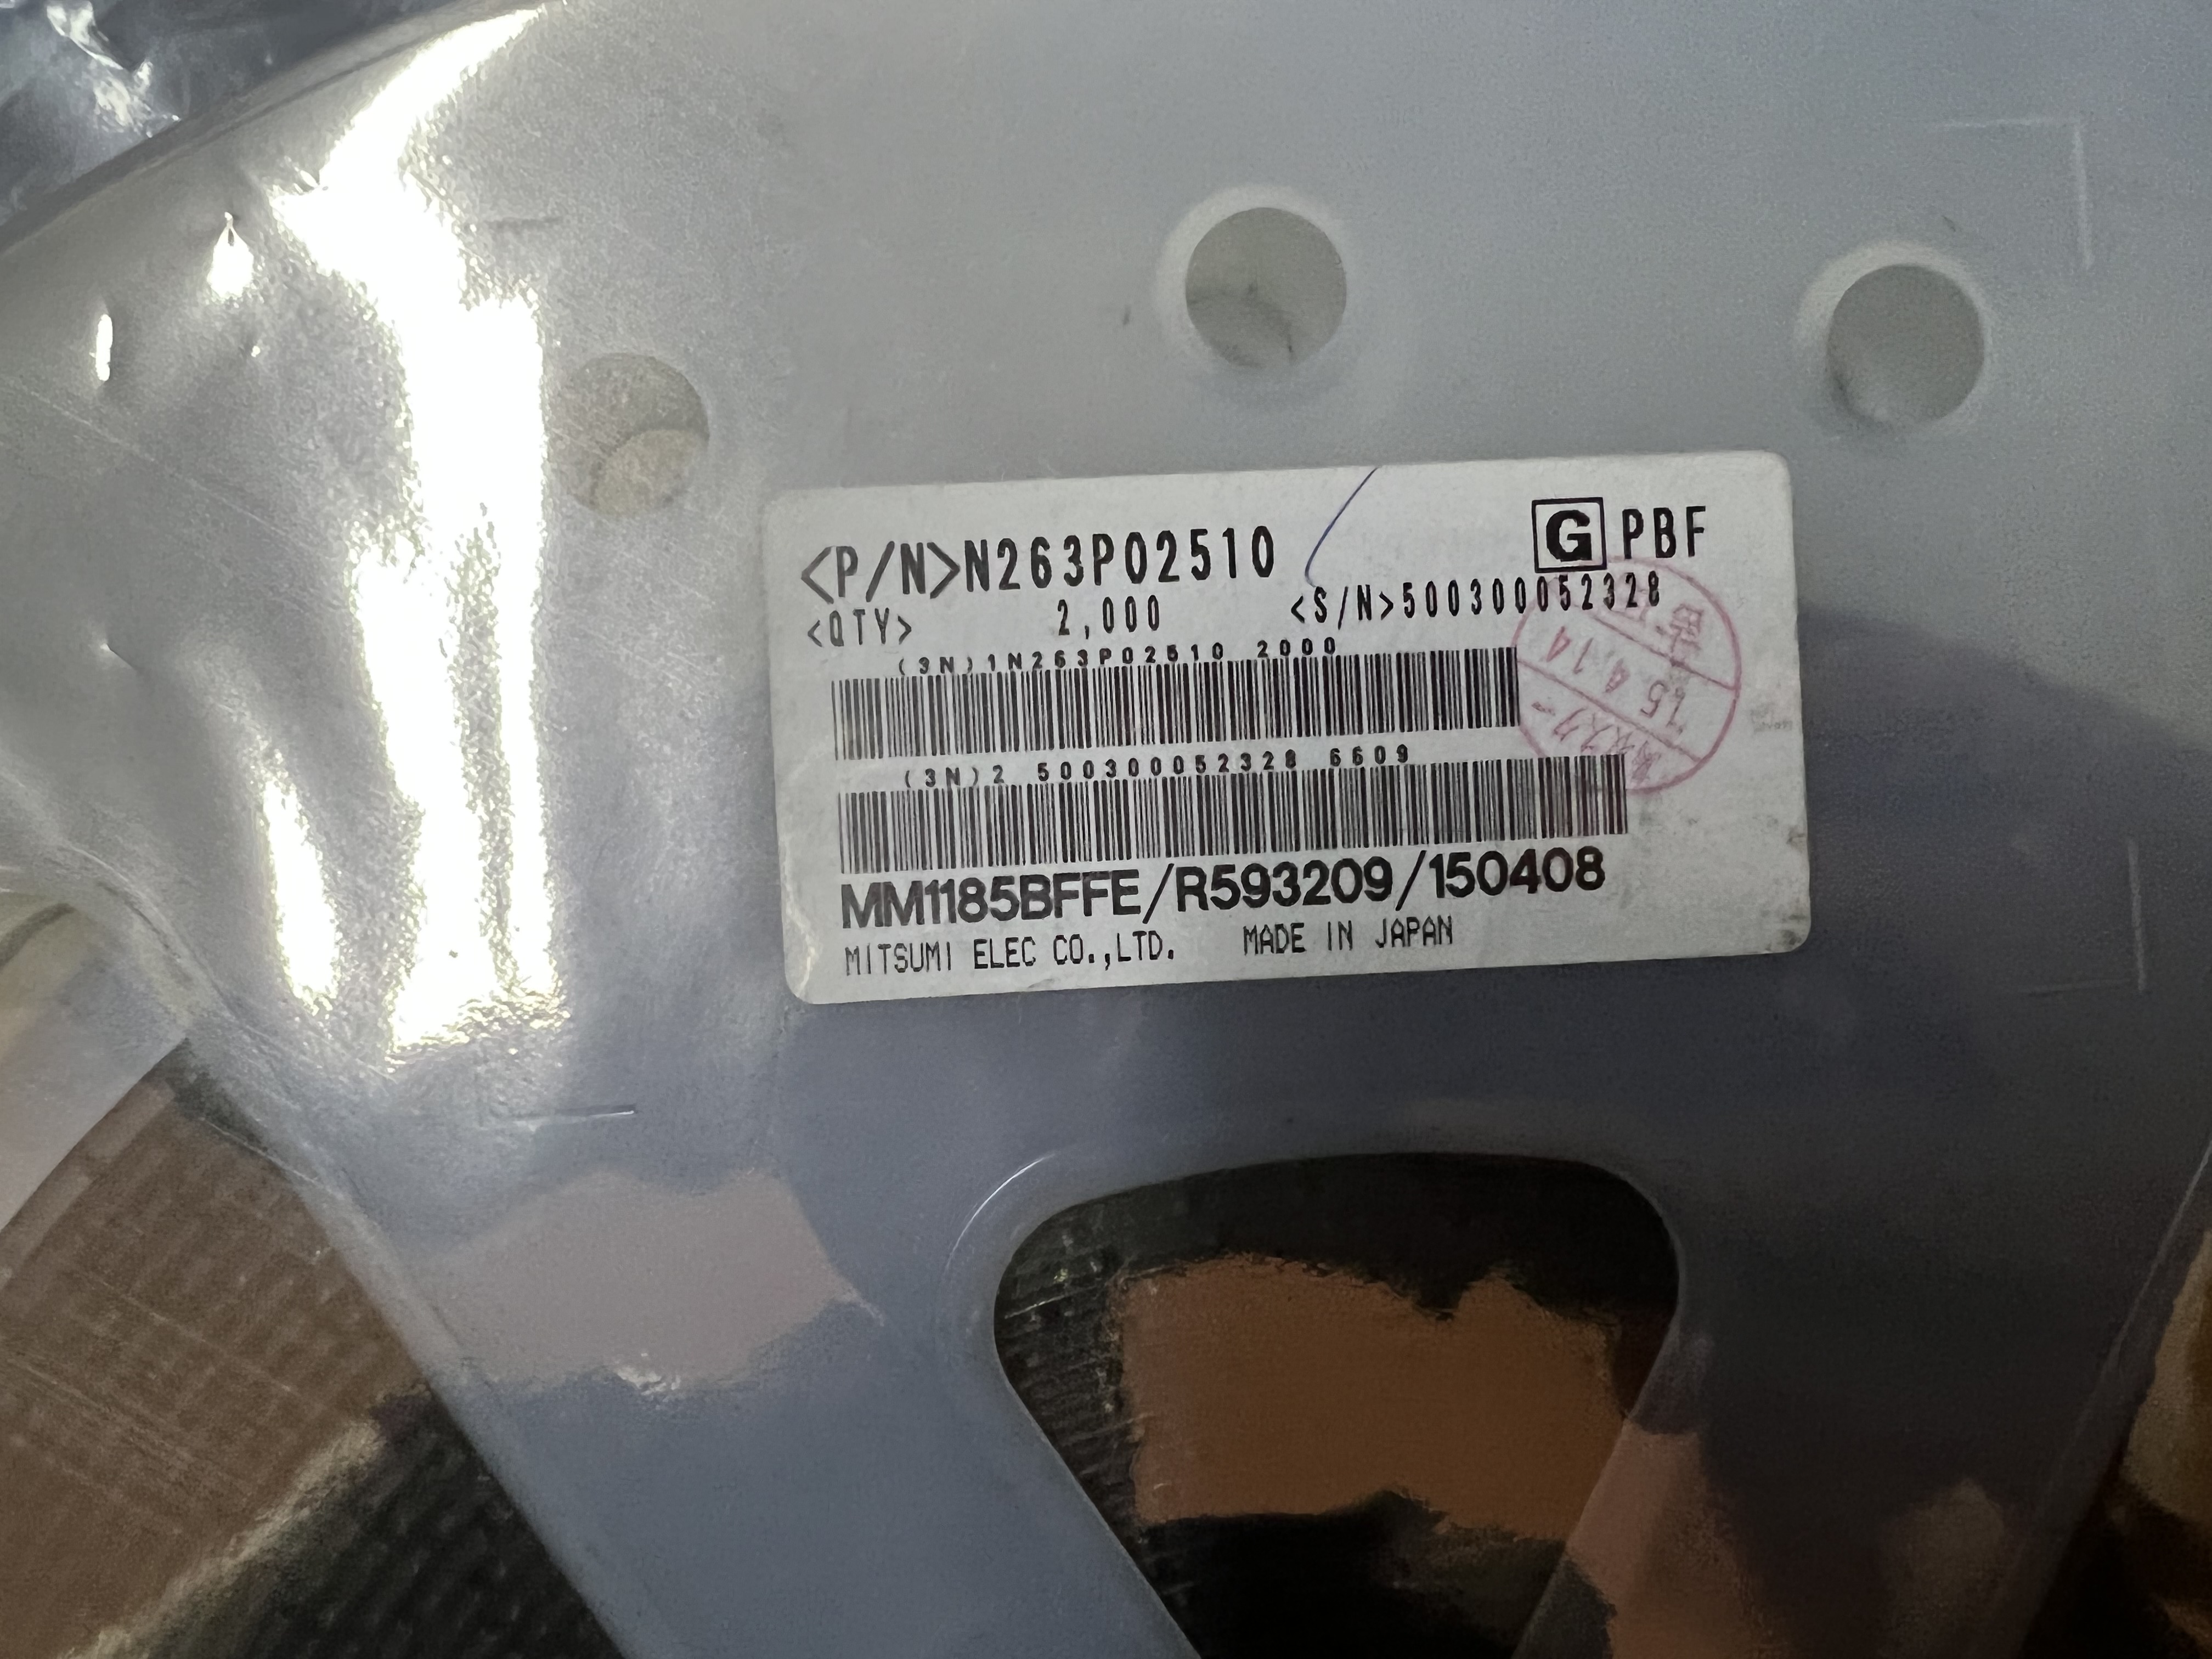 <P/N>N263P02510
G PBF
<QTY> 2,000 <S/N>500300052328
(3N)1N263P02510 2000
(3N)2 500300052328 6609
MM1185BFFE/R593209/150408
MITSUMI ELEC CO.,LTD. MADE IN JAPAN
15.4.14